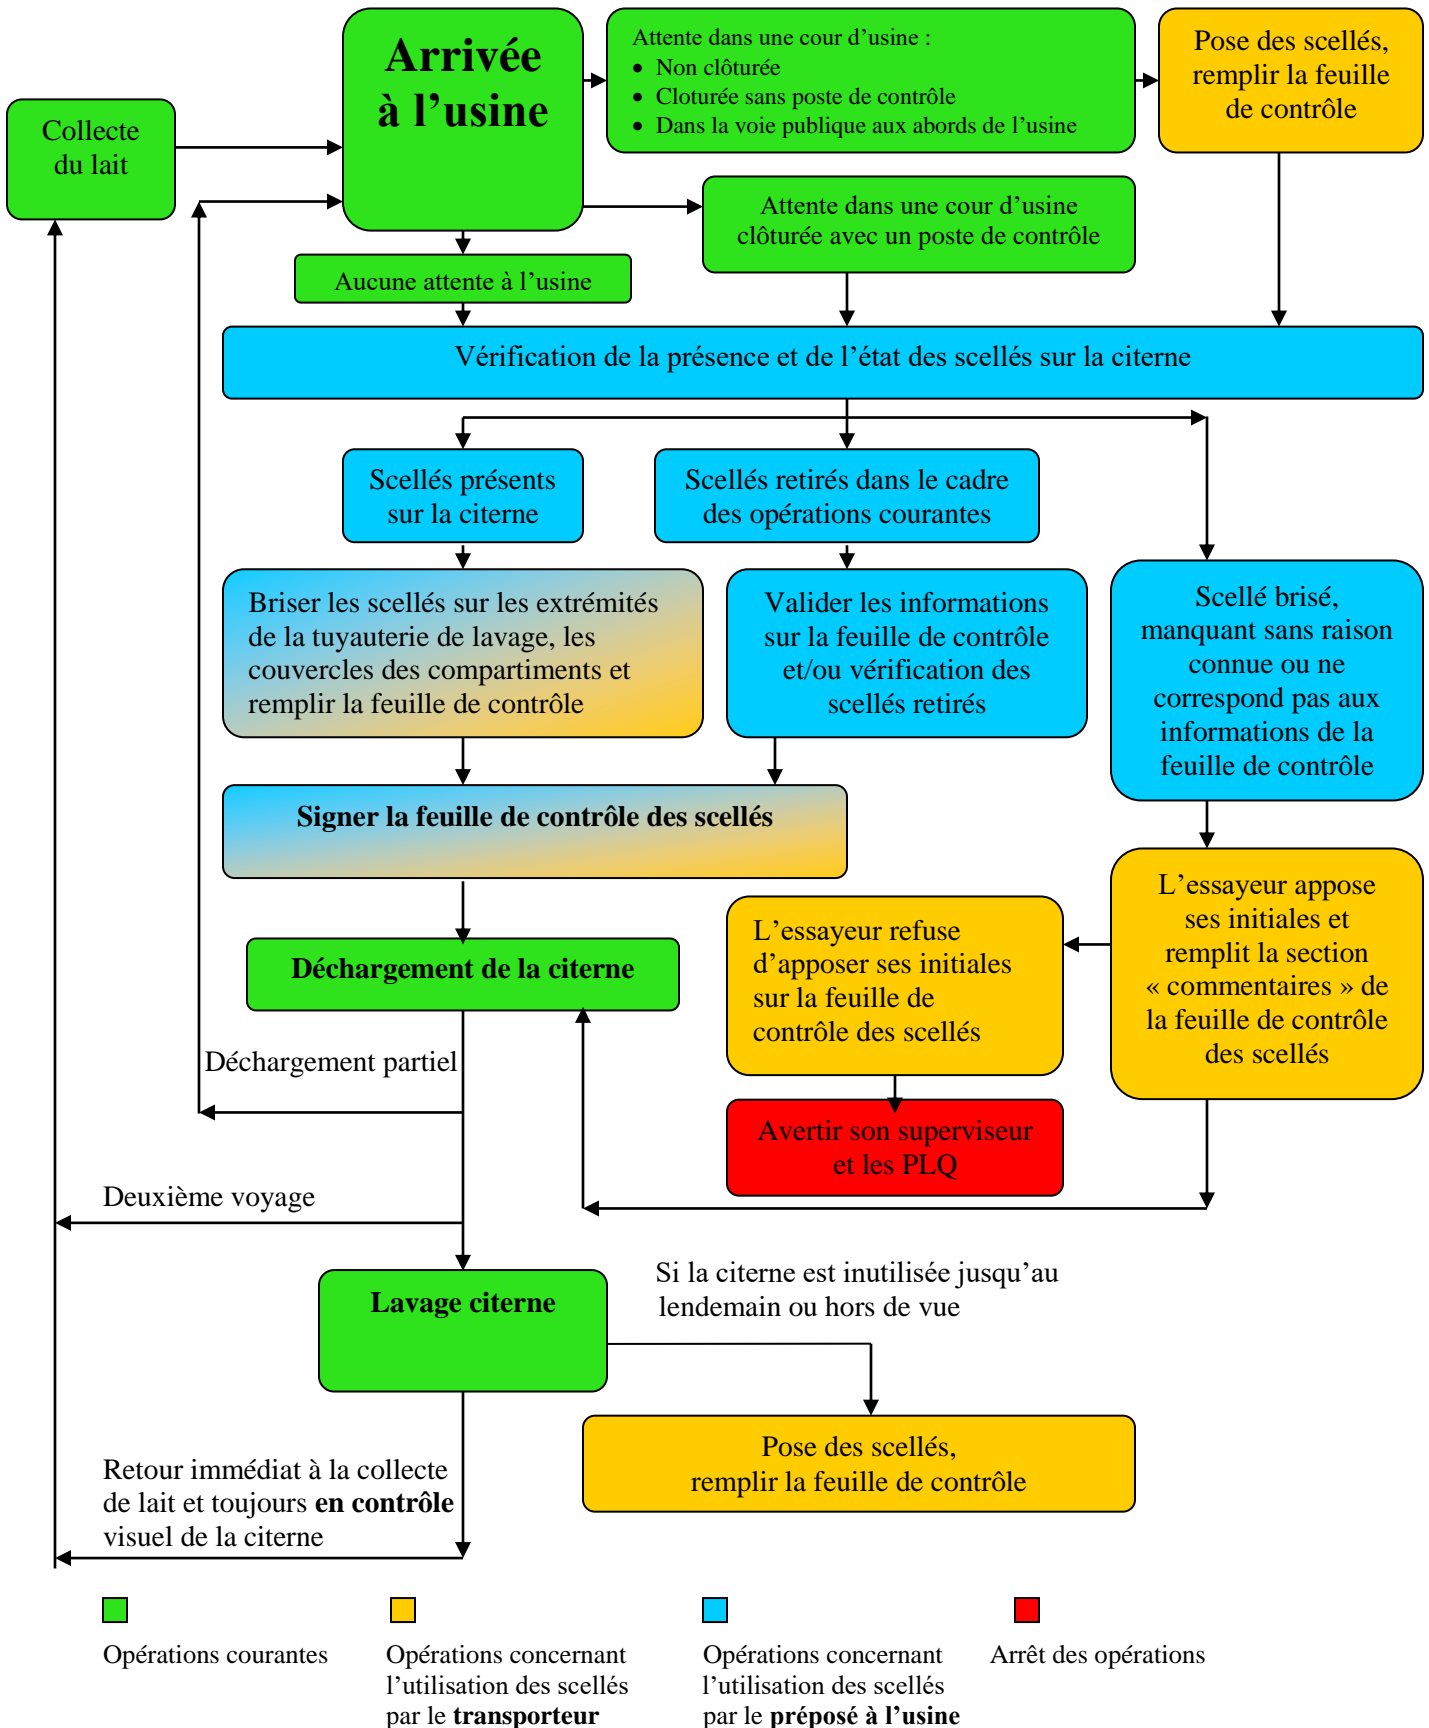 Arrivée
à l’usine
Attente dans une cour d’usine :
• Non clôturée
• Cloturée sans poste de contrôle
• Dans la voie publique aux abords de l’usine
Pose des scellés,
remplir la feuille
de contrôle
Collecte
du lait
Attente dans une cour d’usine
clôturée avec un poste de contrôle
Aucune attente à l’usine
Vérification de la présence et de l’état des scellés sur la citerne
Scellés présents
sur la citerne
Scellés retirés dans le cadre
des opérations courantes
Briser les scellés sur les extrémités
de la tuyauterie de lavage, les
couvercles des compartiments et
remplir la feuille de contrôle
Valider les informations
sur la feuille de contrôle
et/ou vérification des
scellés retirés
Scellé brisé,
manquant sans raison
connue ou ne
correspond pas aux
informations de la
feuille de contrôle
Signer la feuille de contrôle des scellés
L’essayeur appose
ses initiales et
remplit la section
« commentaires » de
la feuille de contrôle
des scellés
L’essayeur refuse
d’apposer ses initiales
sur la feuille de
contrôle des scellés
Déchargement de la citerne
Déchargement partiel
Avertir son superviseur
et les PLQ
Deuxième voyage
Si la citerne est inutilisée jusqu’au
lendemain ou hors de vue
Lavage citerne
Pose des scellés,
remplir la feuille de contrôle
Retour immédiat à la collecte
de lait et toujours en contrôle
visuel de la citerne
Opérations courantes
Opérations concernant
l’utilisation des scellés
par le transporteur
Opérations concernant
l’utilisation des scellés
par le préposé à l’usine
Arrêt des opérations